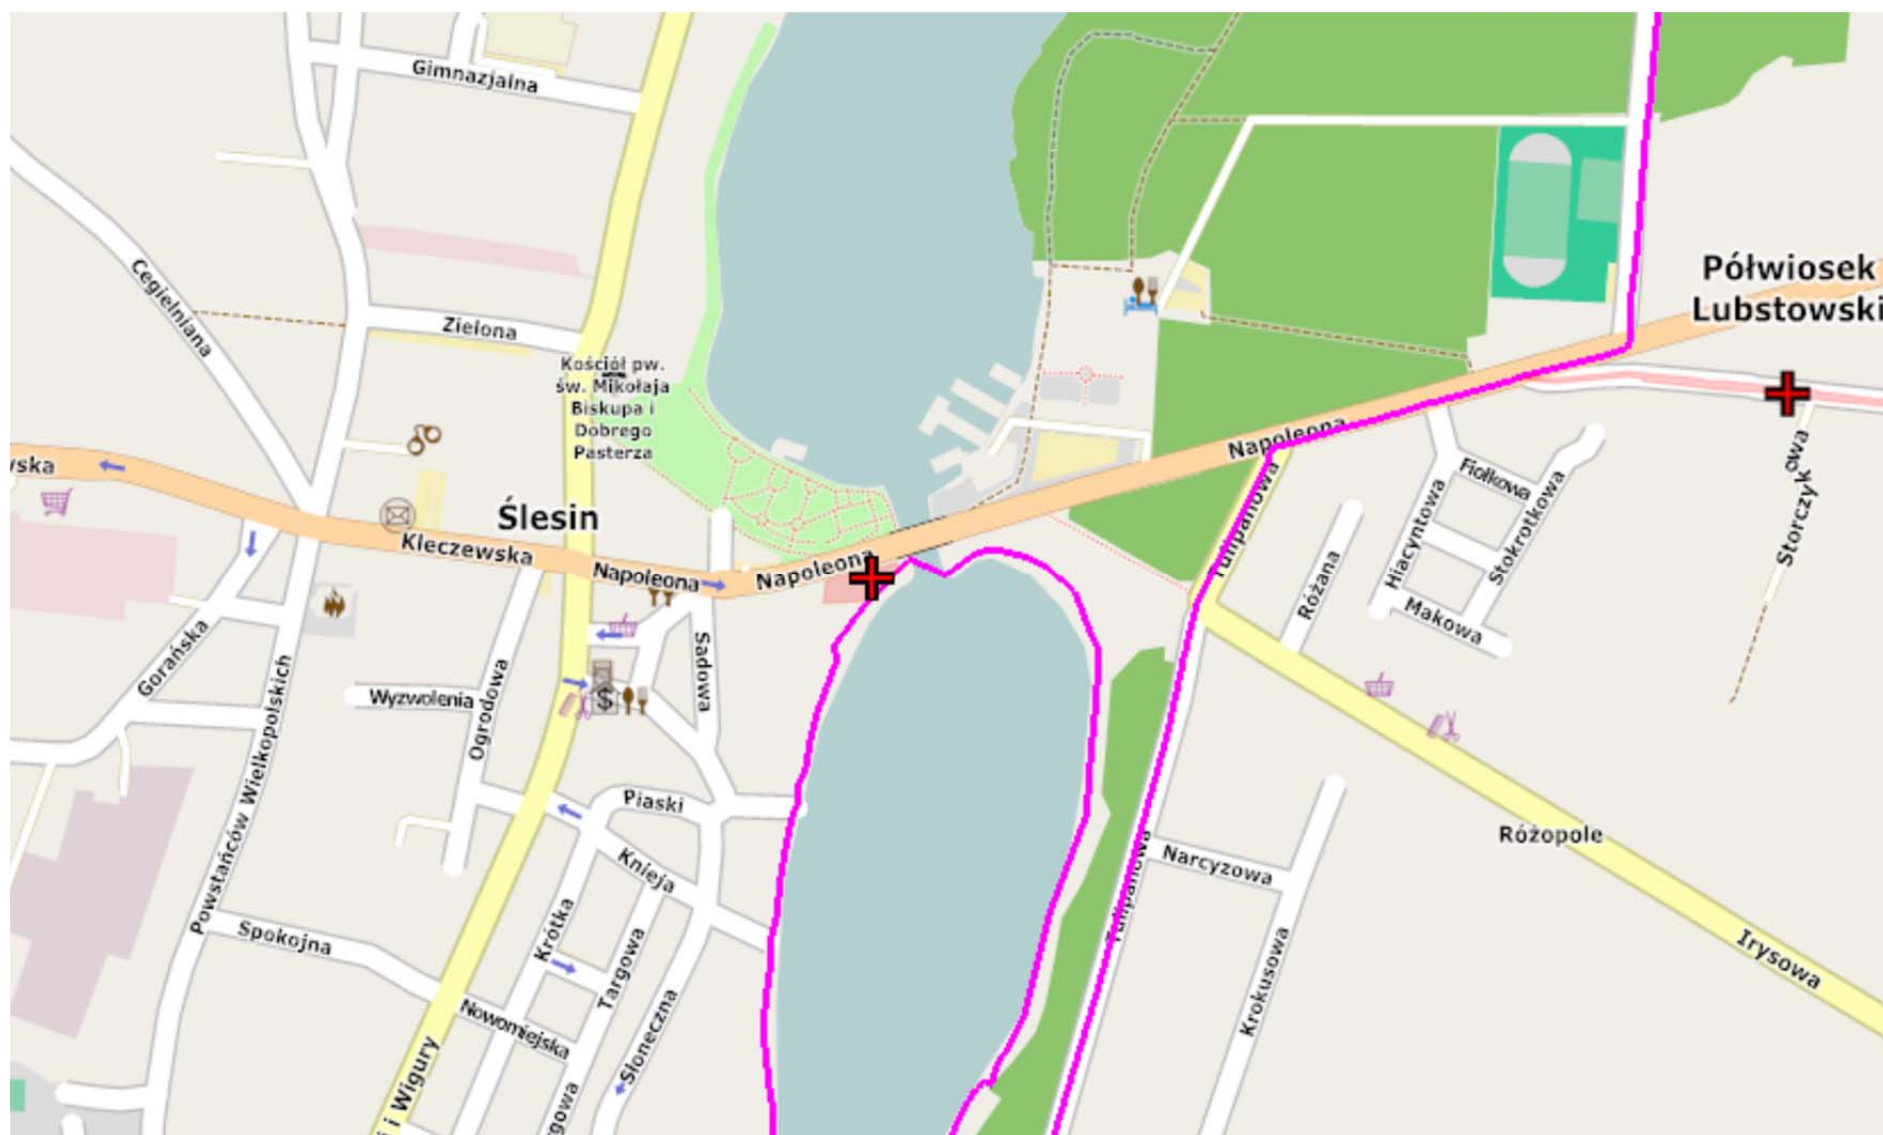 Gimnazjalna
Cegielniana
Zielona
Kościół pw.
św. Mikołaja
Biskupa i
Dobrego
Pasterza
Półwiosek
Lubstowski
Napoleona
wska
Ślesin
Kleczewska
Napoleona
Napoleona
Tulipanowa
Fiołkowa
Hiacyntowa
Stokrotkowa
Storczykowa
Różana
Makowa
Gorańska
Powstańców Wielkopolskich
Wyzwolenia
Ogrodowa
Sadowa
$
Piaski
Knieja
Krótka
Targowa
Słoneczna
Spokojna
Nowomiejska
i Wigury
rgowa
Tulipanowa
Narcyzowa
Krokusowa
Różopole
Irysowa